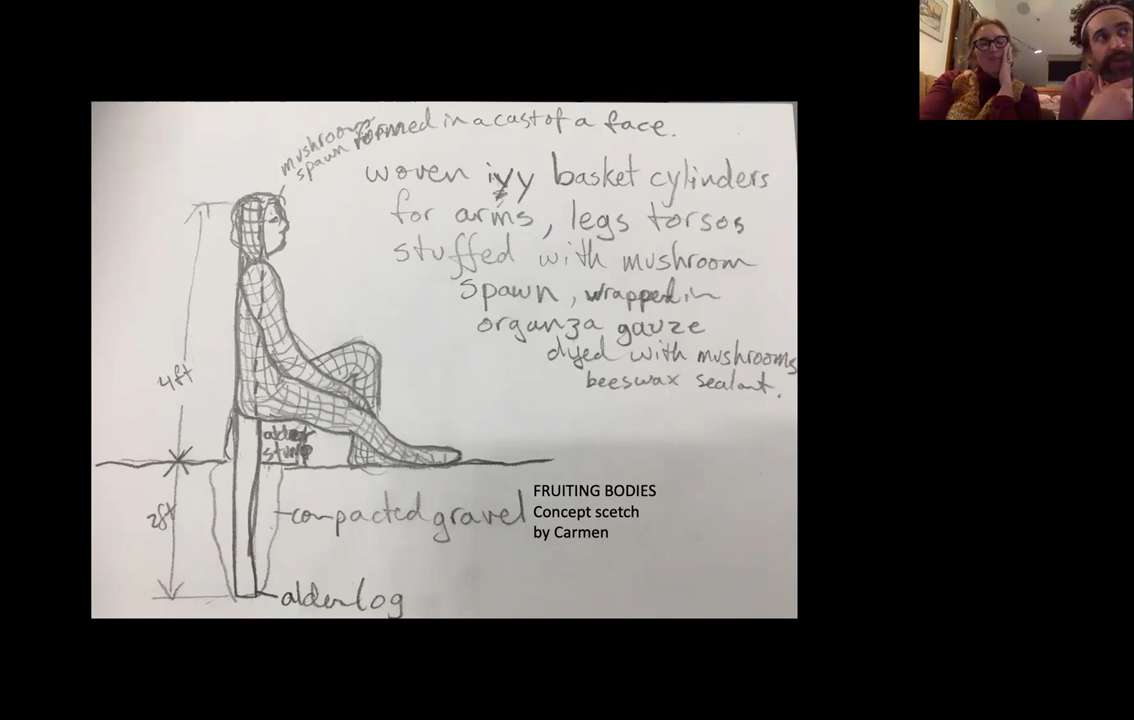 mushroom
spawn formed in a cast of a face.
woven ivy basket cylinders
for arms, legs torsos
stuffed with mushroom
spawn, wrapped in
organza gauze
dyed with mushrooms
beeswax sealant.
4ft
alder
stump
2ft
compacted gravel
alder log
FRUITING BODIES
Concept scetch
by Carmen